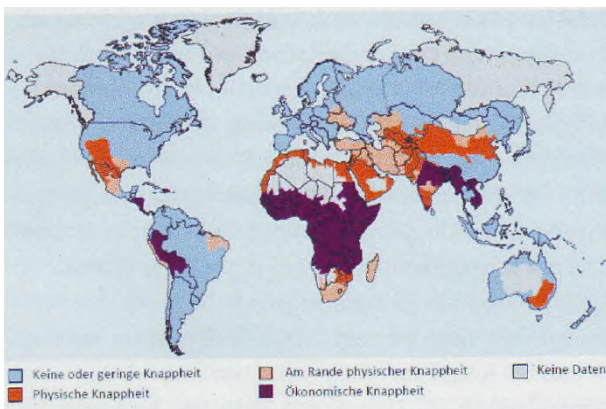 Keine oder geringe Knappheit
Am Rande physischer Knappheit
Keine Daten
Physische Knappheit
Ökonomische Knappheit